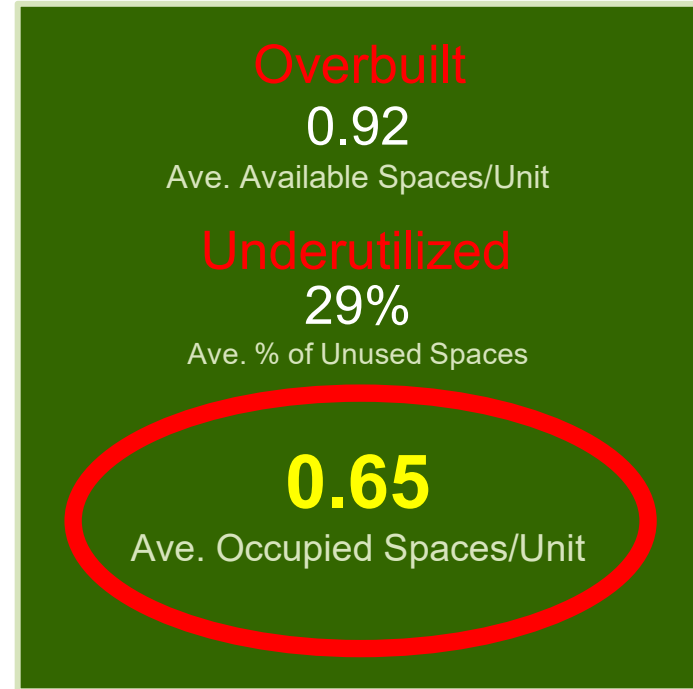 Overbuilt
0.92
Ave. Available Spaces/Unit
Underutilized
29%
Ave. % of Unused Spaces
0.65
Ave. Occupied Spaces/Unit